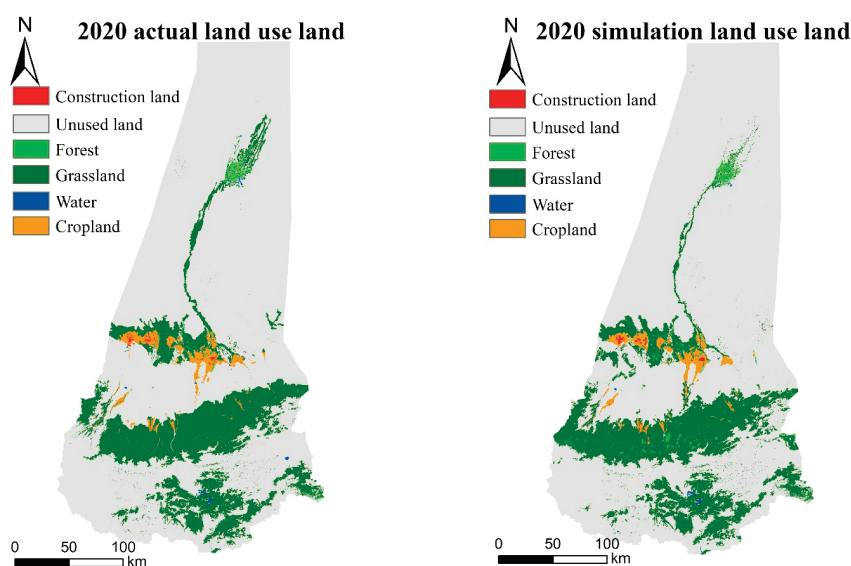 N
2020 actual land use land
Construction land
Unused land
Forest
Grassland
Water
Cropland
0 50 100
km
N
2020 simulation land use land
Construction land
Unused land
Forest
Grassland
Water
Cropland
0 50 100
km